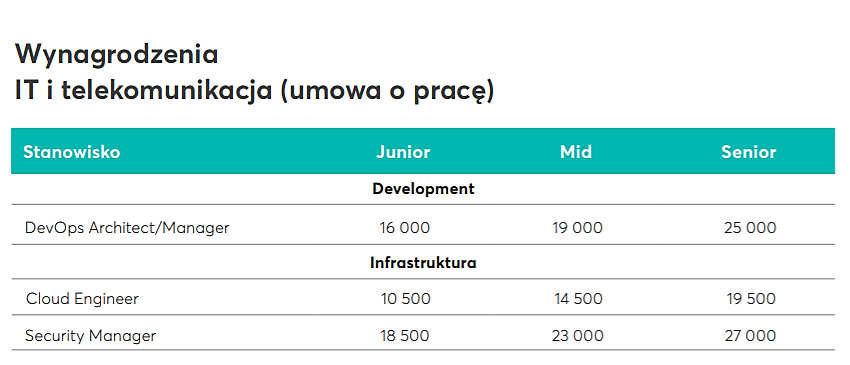 Wynagrodzenia
IT i telekomunikacja (umowa o pracę)
Stanowisko Junior Mid Senior
Development
DevOps Architect/Manager 16 000 19 000 25 000
Infrastruktura
Cloud Engineer 10 500 14 500 19 500
Security Manager 18 500 23 000 27 000